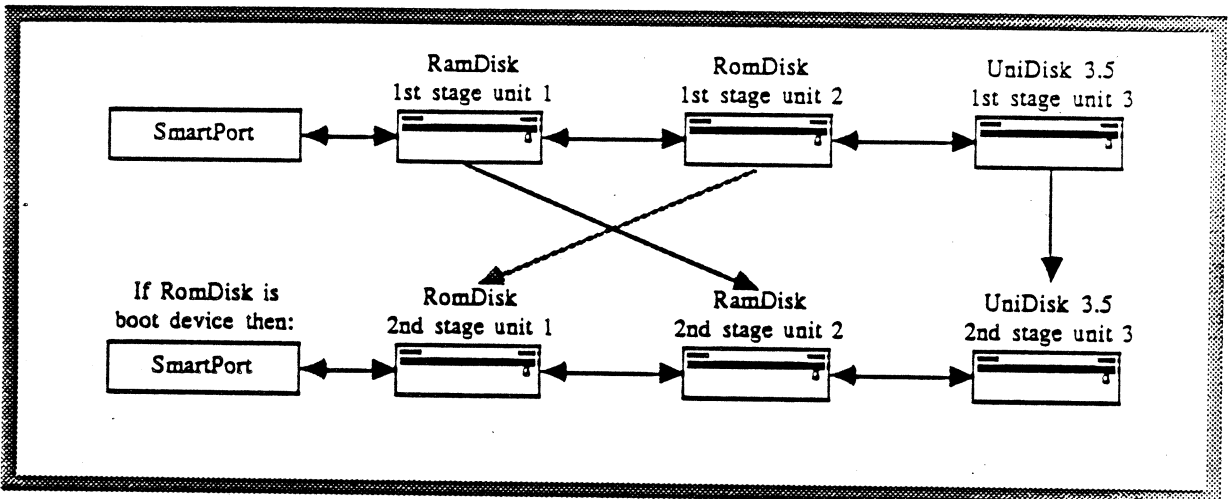 RamDisk
1st stage unit 1
RomDisk
1st stage unit 2
UniDisk 3.5
1st stage unit 3
SmartPort
If RomDisk is
boot device then:
RomDisk
2nd stage unit 1
RamDisk
2nd stage unit 2
UniDisk 3.5
2nd stage unit 3
SmartPort